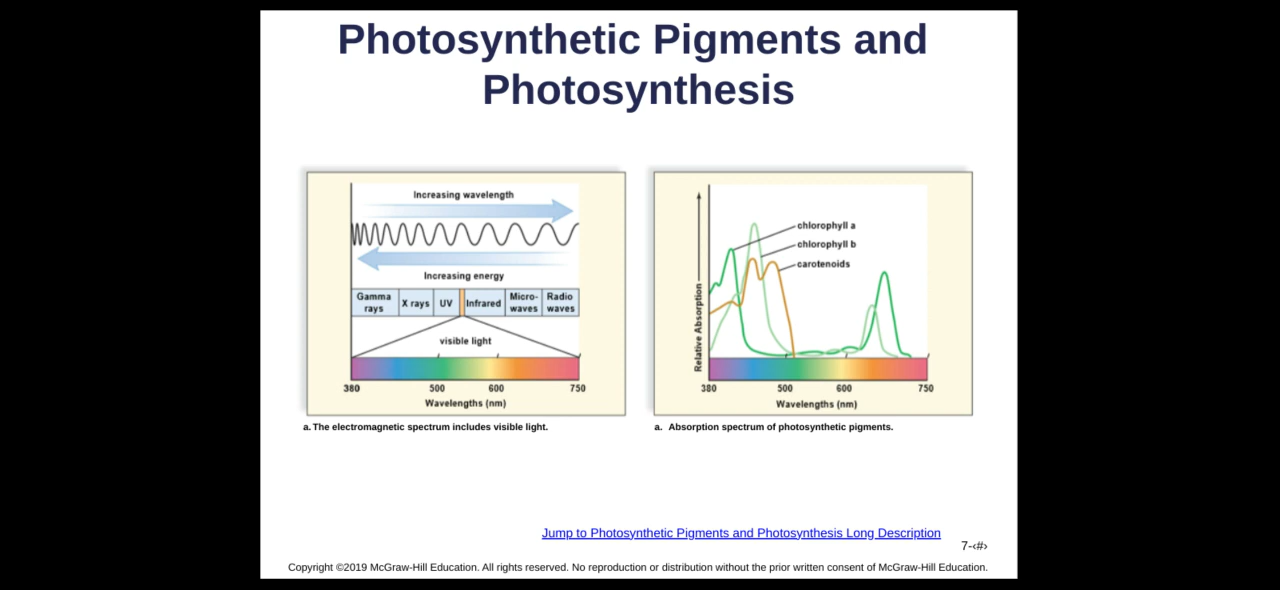 Photosynthetic Pigments and
Photosynthesis
Increasing wavelength
Increasing energy
Gamma rays
X rays
UV
Infrared
Micro-waves
Radio waves
visible light
380 500 600 750
Wavelengths (nm)
a. The electromagnetic spectrum includes visible light.
chlorophyll a
chlorophyll b
carotenoids
Relative Absorption
380 500 600 750
Wavelengths (nm)
a. Absorption spectrum of photosynthetic pigments.
Jump to Photosynthetic Pigments and Photosynthesis Long Description
7-‹#›
Copyright ©2019 McGraw-Hill Education. All rights reserved. No reproduction or distribution without the prior written consent of McGraw-Hill Education.